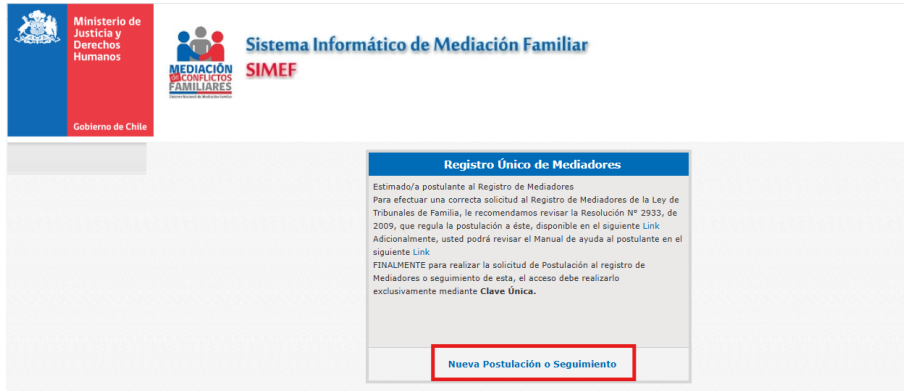 Ministerio de
Justicia y
Derechos
Humanos
Gobierno de Chile
MEDIACIÓN
DE CONFLICTOS
FAMILIARES
Sistema Informático de Mediación Familiar
SIMEF
Registro Único de Mediadores
Estimado/a postulante al Registro de Mediadores
Para efectuar una correcta solicitud al Registro de Mediadores de la Ley de
Tribunales de Familia, le recomendamos revisar la Resolución N° 2933, de
2009, que regula la postulación a éste, disponible en el siguiente Link
Adicionalmente, usted podrá revisar el Manual de ayuda al postulante en el
siguiente Link
FINALMENTE para realizar la solicitud de Postulación al registro de
Mediadores o seguimiento de esta, el acceso debe realizarlo
exclusivamente mediante Clave Única.
Nueva Postulación o Seguimiento